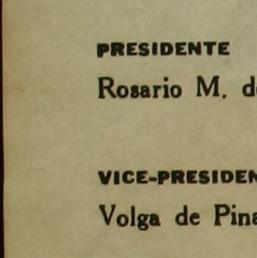 PRESIDENTE
Rosario M.
VICE-PRESIDEN
Volga de Pina